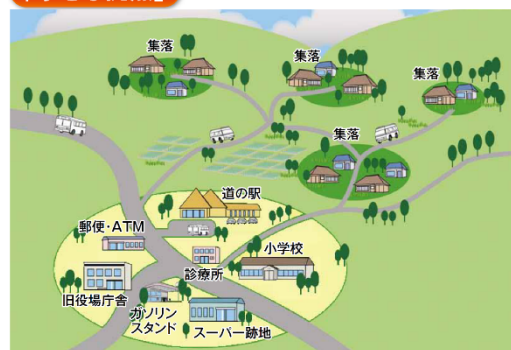 集落
集落
集落
集落
道の駅
郵便・ATM
小学校
診療所
旧役場庁舎
ガソリン
スタンド
スーパー跡地